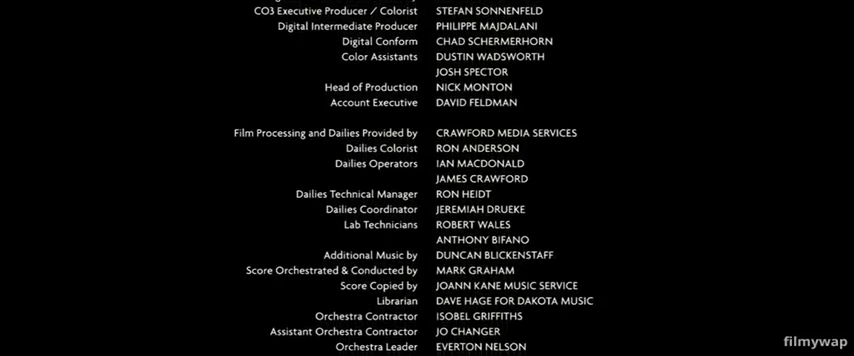 CO3 Executive Producer / Colorist STEFAN SONNENFELD
Digital Intermediate Producer PHILIPPE MAJDALANI
Digital Conform CHAD SCHERMERHORN
Color Assistants DUSTIN WADSWORTH
JOSH SPECTOR
Head of Production NICK MONTON
Account Executive DAVID FELDMAN
Film Processing and Dailies Provided by CRAWFORD MEDIA SERVICES
Dailies Colorist RON ANDERSON
Dailies Operators IAN MACDONALD
JAMES CRAWFORD
Dailies Technical Manager RON HEIDT
Dailies Coordinator JEREMIAH DRUEKE
Lab Technicians ROBERT WALES
ANTHONY BIFANO
Additional Music by DUNCAN BLICKENSTAFF
Score Orchestrated & Conducted by MARK GRAHAM
Score Copied by JOANN KANE MUSIC SERVICE
Librarian DAVE HAGE FOR DAKOTA MUSIC
Orchestra Contractor ISOBEL GRIFFITHS
Assistant Orchestra Contractor JO CHANGER
Orchestra Leader EVERTON NELSON
filmywap